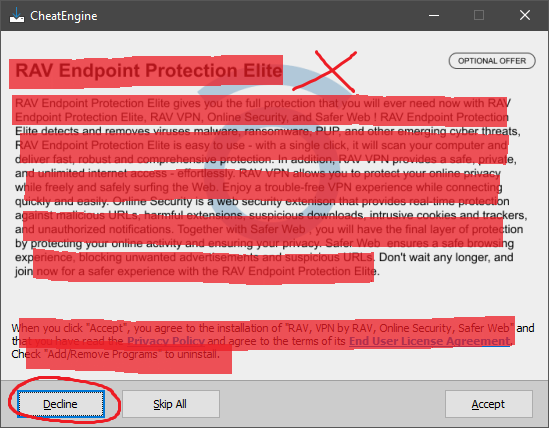 CheatEngine
RAV Endpoint Protection Elite
OPTIONAL OFFER
RAV Endpoint Protection Elite gives you the full protection that you will ever need now with RAV
Endpoint Protection Elite, RAV VPN, Online Security, and Safer Web ! RAV Endpoint Protection
Elite detects and removes viruses malware, ransomware, PUP, and other emerging cyber threats,
RAV Endpoint Protection Elite is easy to use - with a single click, it will scan your computer and
deliver fast, robust and comprehensive protection. In addition, RAV VPN provides a safe, private,
and unlimited internet access - effortlessly. RAV VPN allows you to protect your online privacy
while freely and safely surfing the Web. Enjoy a trouble-free VPN experience while connecting
quickly and easily. Online Security is a web security extenison that provides real-time protection
against malicious URLs, harmful extensions, suspicious downloads, intrusive cookies and trackers,
and unauthorized notifications. Together with Safer Web , you will have the final layer of protection
by protecting your online activity and ensuring your privacy. Safer Web  ensures a safe browsing
experience, blocking unwanted advertisements and suspicious URLs. Don't wait any longer, and
join now for a safer experience with the RAV Endpoint Protection Elite.
When you click "Accept", you agree to the installation of "RAV, VPN by RAV, Online Security, Safer Web" and
that you have read the Privacy Policy and agree to the terms of its End User License Agreement.
Check "Add/Remove Programs" to uninstall.
Decline
Skip All
Accept